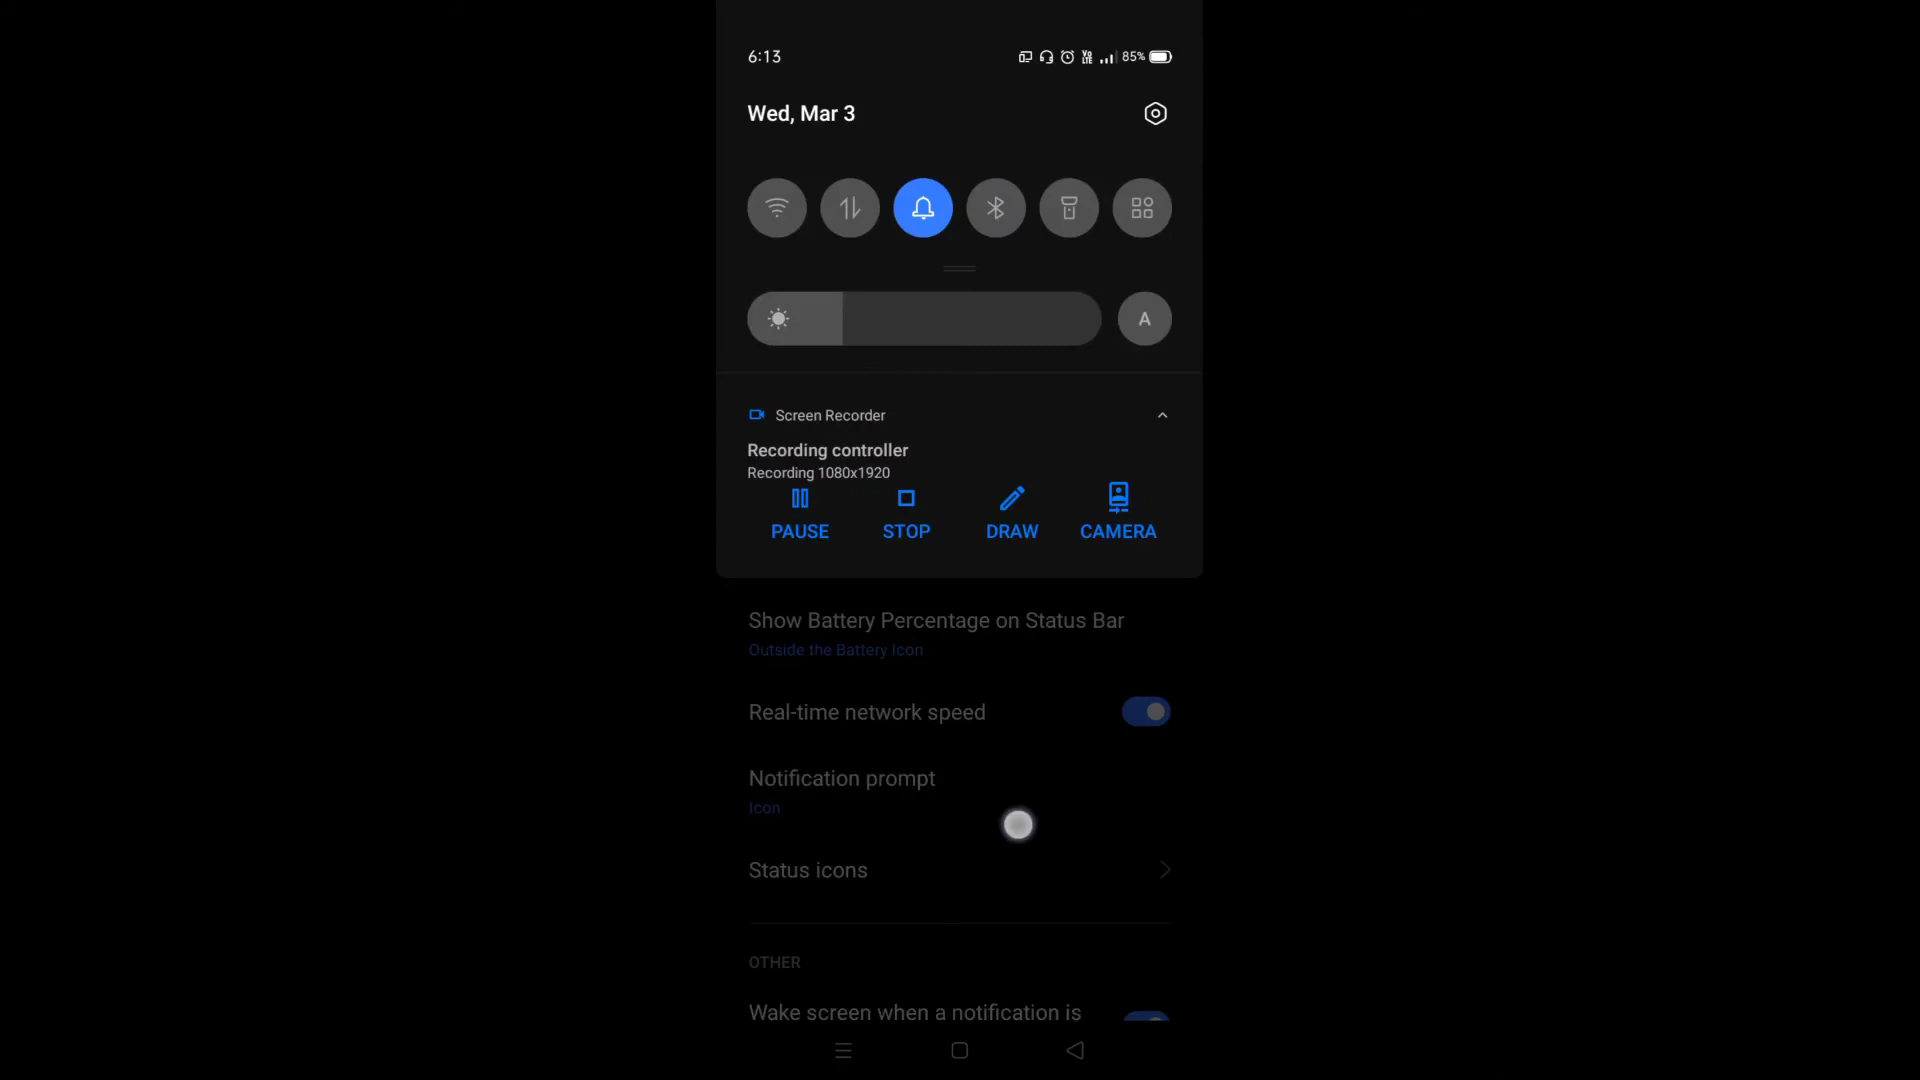 6:13
Vo LTE 85%
Wed, Mar 3
A
Screen Recorder
Recording controller
Recording 1080x1920
PAUSE STOP DRAW CAMERA
Show Battery Percentage on Status Bar
Outside the Battery Icon
Real-time network speed
Notification prompt
Icon
Status icons
OTHER
Wake screen when a notification is